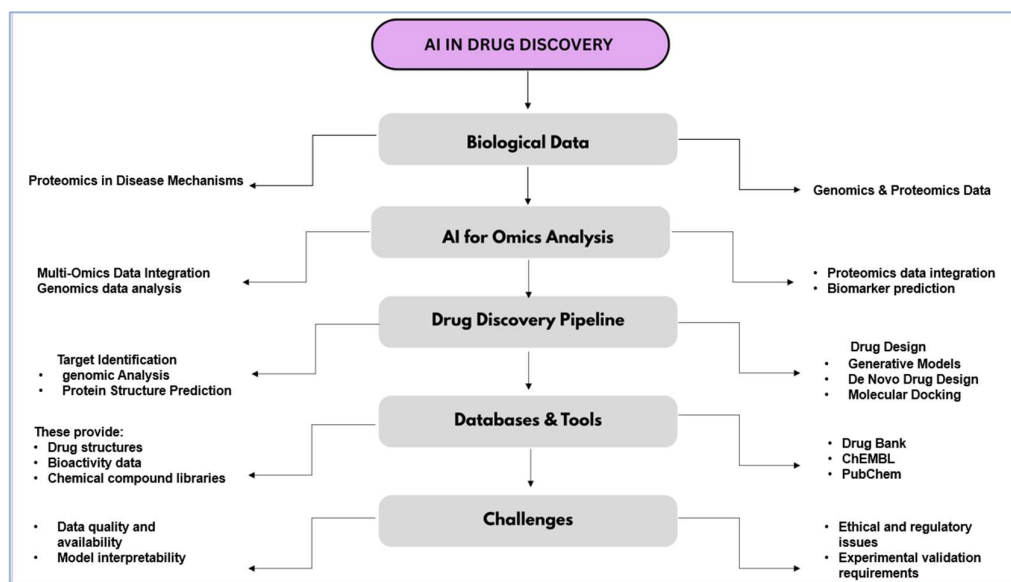 AI IN DRUG DISCOVERY
Biological Data
Proteomics in Disease Mechanisms
Genomics & Proteomics Data
AI for Omics Analysis
Multi-Omics Data Integration
Genomics data analysis
• Proteomics data integration
• Biomarker prediction
Drug Discovery Pipeline
Target Identification
• genomic Analysis
• Protein Structure Prediction
Drug Design
• Generative Models
• De Novo Drug Design
• Molecular Docking
Databases & Tools
These provide:
• Drug structures
• Bioactivity data
• Chemical compound libraries
• Drug Bank
• ChEMBL
• PubChem
Challenges
• Data quality and
availability
• Model interpretability
• Ethical and regulatory
issues
• Experimental validation
requirements